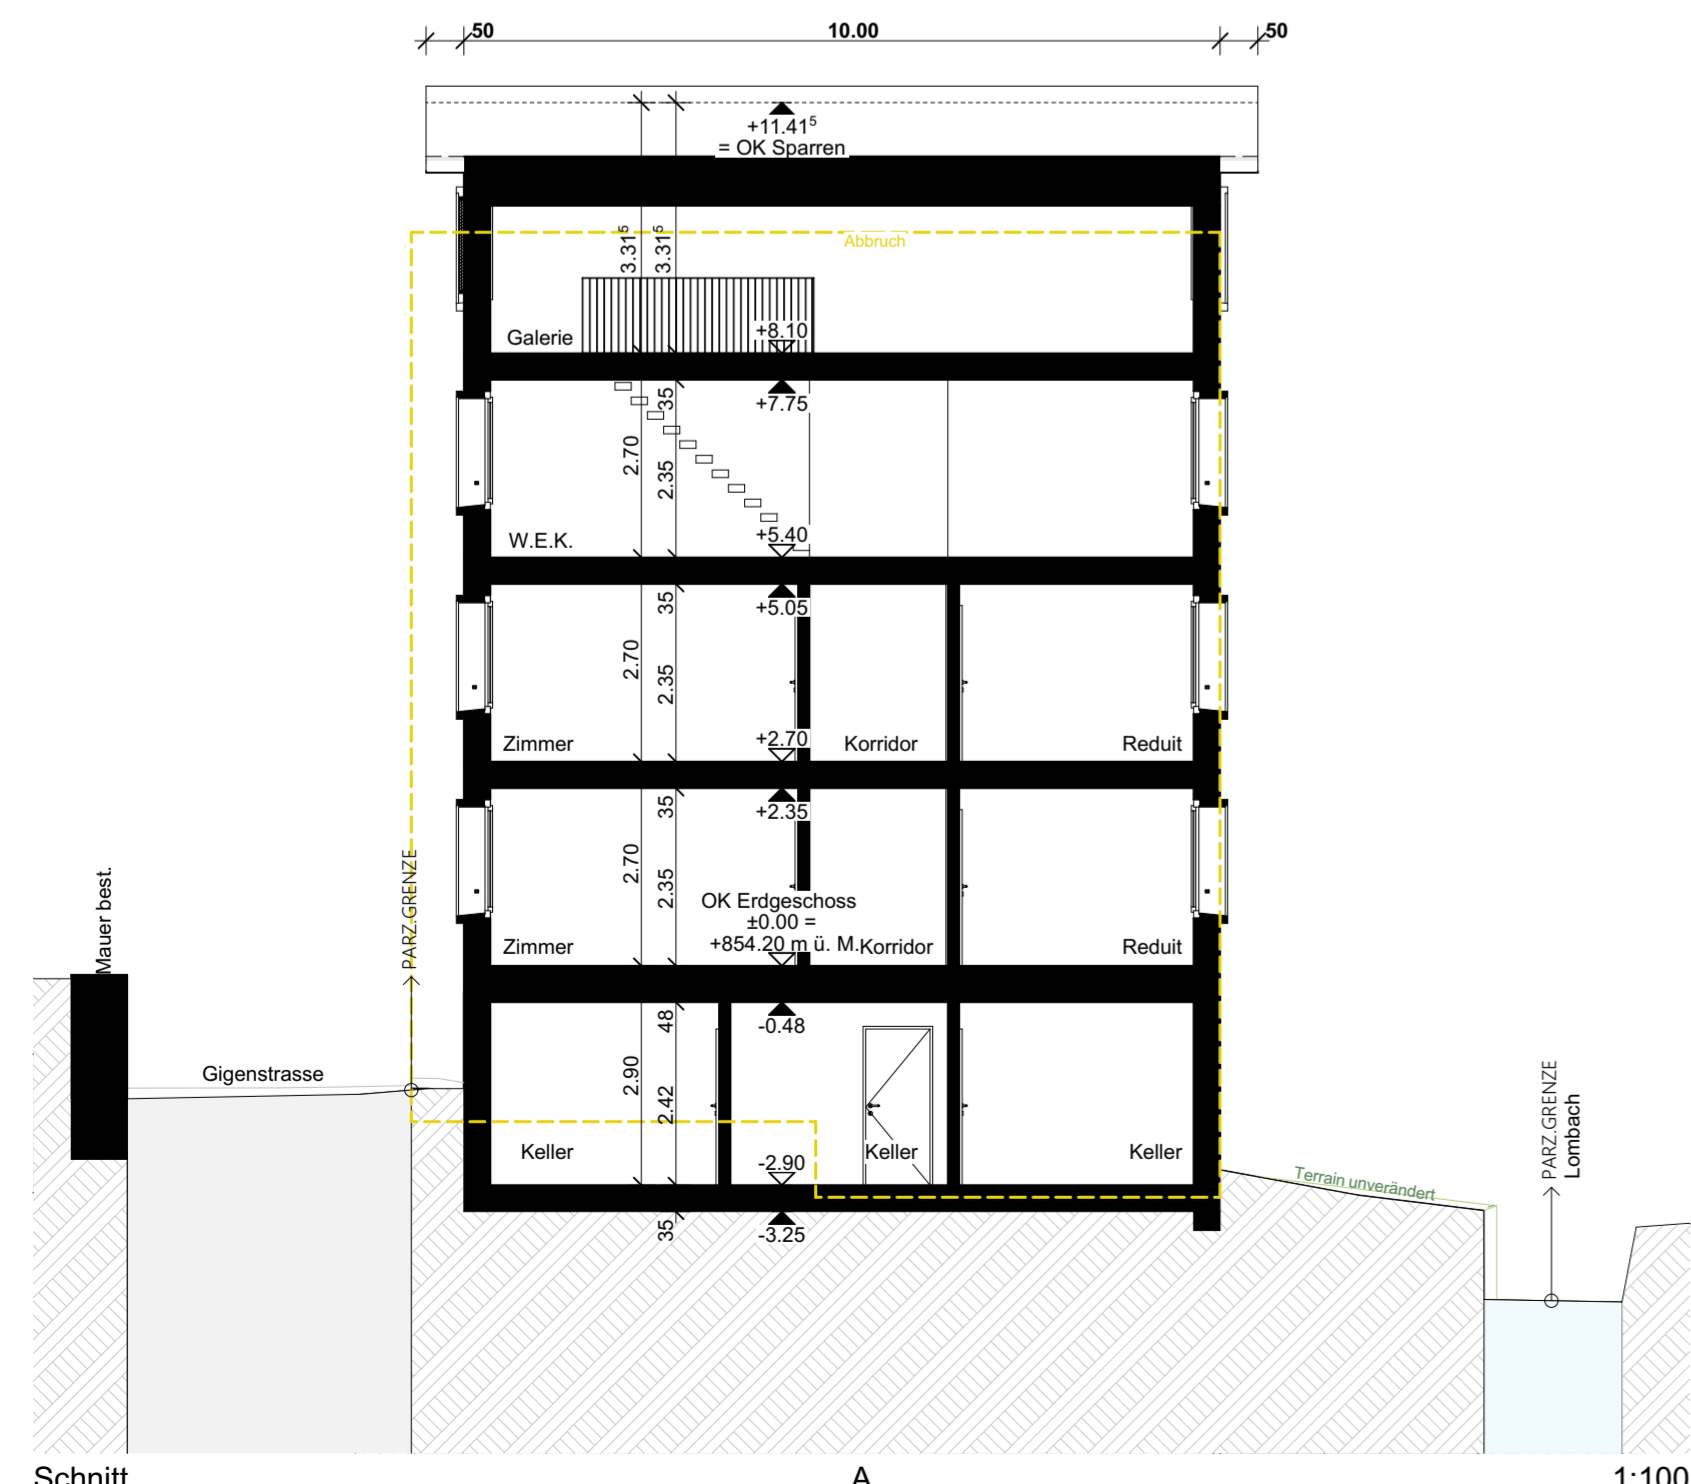 50
10.00
50
+11.41⁵
= OK Sparren
3.31⁵
3.31⁵
Abbruch
Galerie
+8.10
+7.75
35
2.70
2.35
+5.40
W.E.K.
+5.05
35
2.70
2.35
+2.70
Zimmer
Korridor
Reduit
+2.35
35
2.70
2.35
OK Erdgeschoss
±0.00 =
+854.20 m ü. M.
Zimmer
Korridor
Reduit
Mauer best.
PARZ.GRENZE
Gigenstrasse
-0.48
48
2.90
2.42
Keller
-2.90
Keller
Keller
35
-3.25
Terrain unverändert
PARZ.GRENZE
Lombach
Schnitt
A
1:100